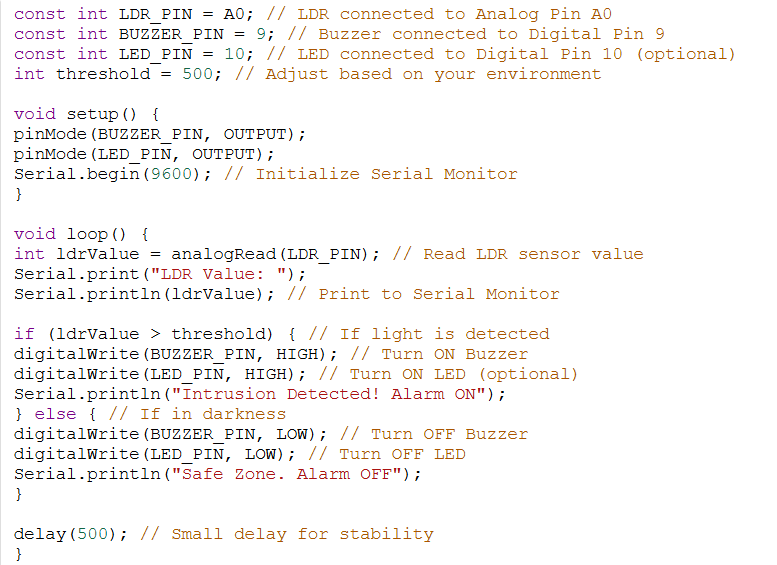 const int LDR_PIN = A0; // LDR connected to Analog Pin A0
const int BUZZER_PIN = 9; // Buzzer connected to Digital Pin 9
const int LED_PIN = 10; // LED connected to Digital Pin 10 (optional)
int threshold = 500; // Adjust based on your environment

void setup() {
pinMode(BUZZER_PIN, OUTPUT);
pinMode(LED_PIN, OUTPUT);
Serial.begin(9600); // Initialize Serial Monitor
}

void loop() {
int ldrValue = analogRead(LDR_PIN); // Read LDR sensor value
Serial.print("LDR Value: ");
Serial.println(ldrValue); // Print to Serial Monitor

if (ldrValue > threshold) { // If light is detected
digitalWrite(BUZZER_PIN, HIGH); // Turn ON Buzzer
digitalWrite(LED_PIN, HIGH); // Turn ON LED (optional)
Serial.println("Intrusion Detected! Alarm ON");
} else { // If in darkness
digitalWrite(BUZZER_PIN, LOW); // Turn OFF Buzzer
digitalWrite(LED_PIN, LOW); // Turn OFF LED
Serial.println("Safe Zone. Alarm OFF");
}

delay(500); // Small delay for stability
}